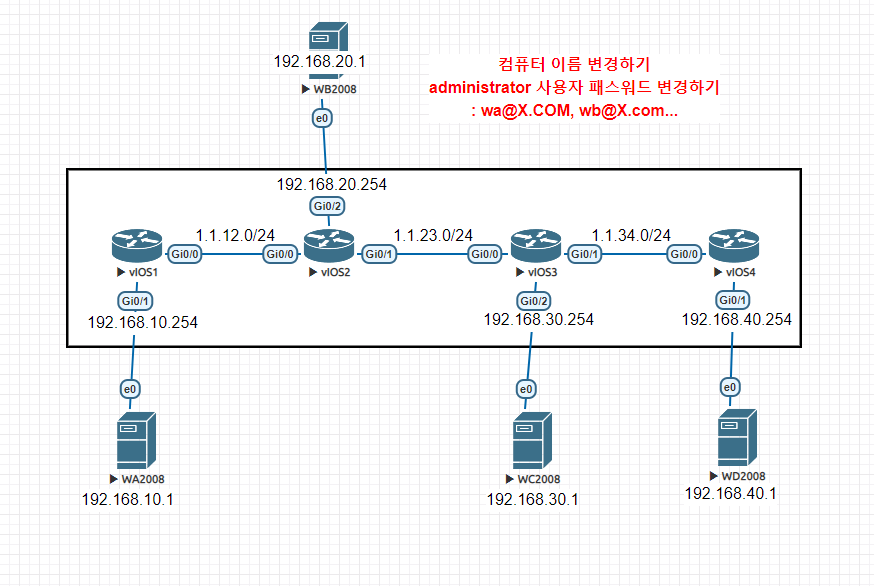 192.168.20.1
WB2008
e0
컴퓨터 이름 변경하기
administrator 사용자 패스워드 변경하기
: wa@X.COM, wb@X.com...
192.168.20.254
Gi0/2
1.1.12.0/24
1.1.23.0/24
1.1.34.0/24
Gi0/0
Gi0/0
Gi0/1
Gi0/0
Gi0/1
Gi0/0
vIOS1
vIOS2
vIOS3
vIOS4
Gi0/1
Gi0/2
Gi0/1
192.168.10.254
192.168.30.254
192.168.40.254
e0
e0
e0
WA2008
WC2008
WD2008
192.168.10.1
192.168.30.1
192.168.40.1